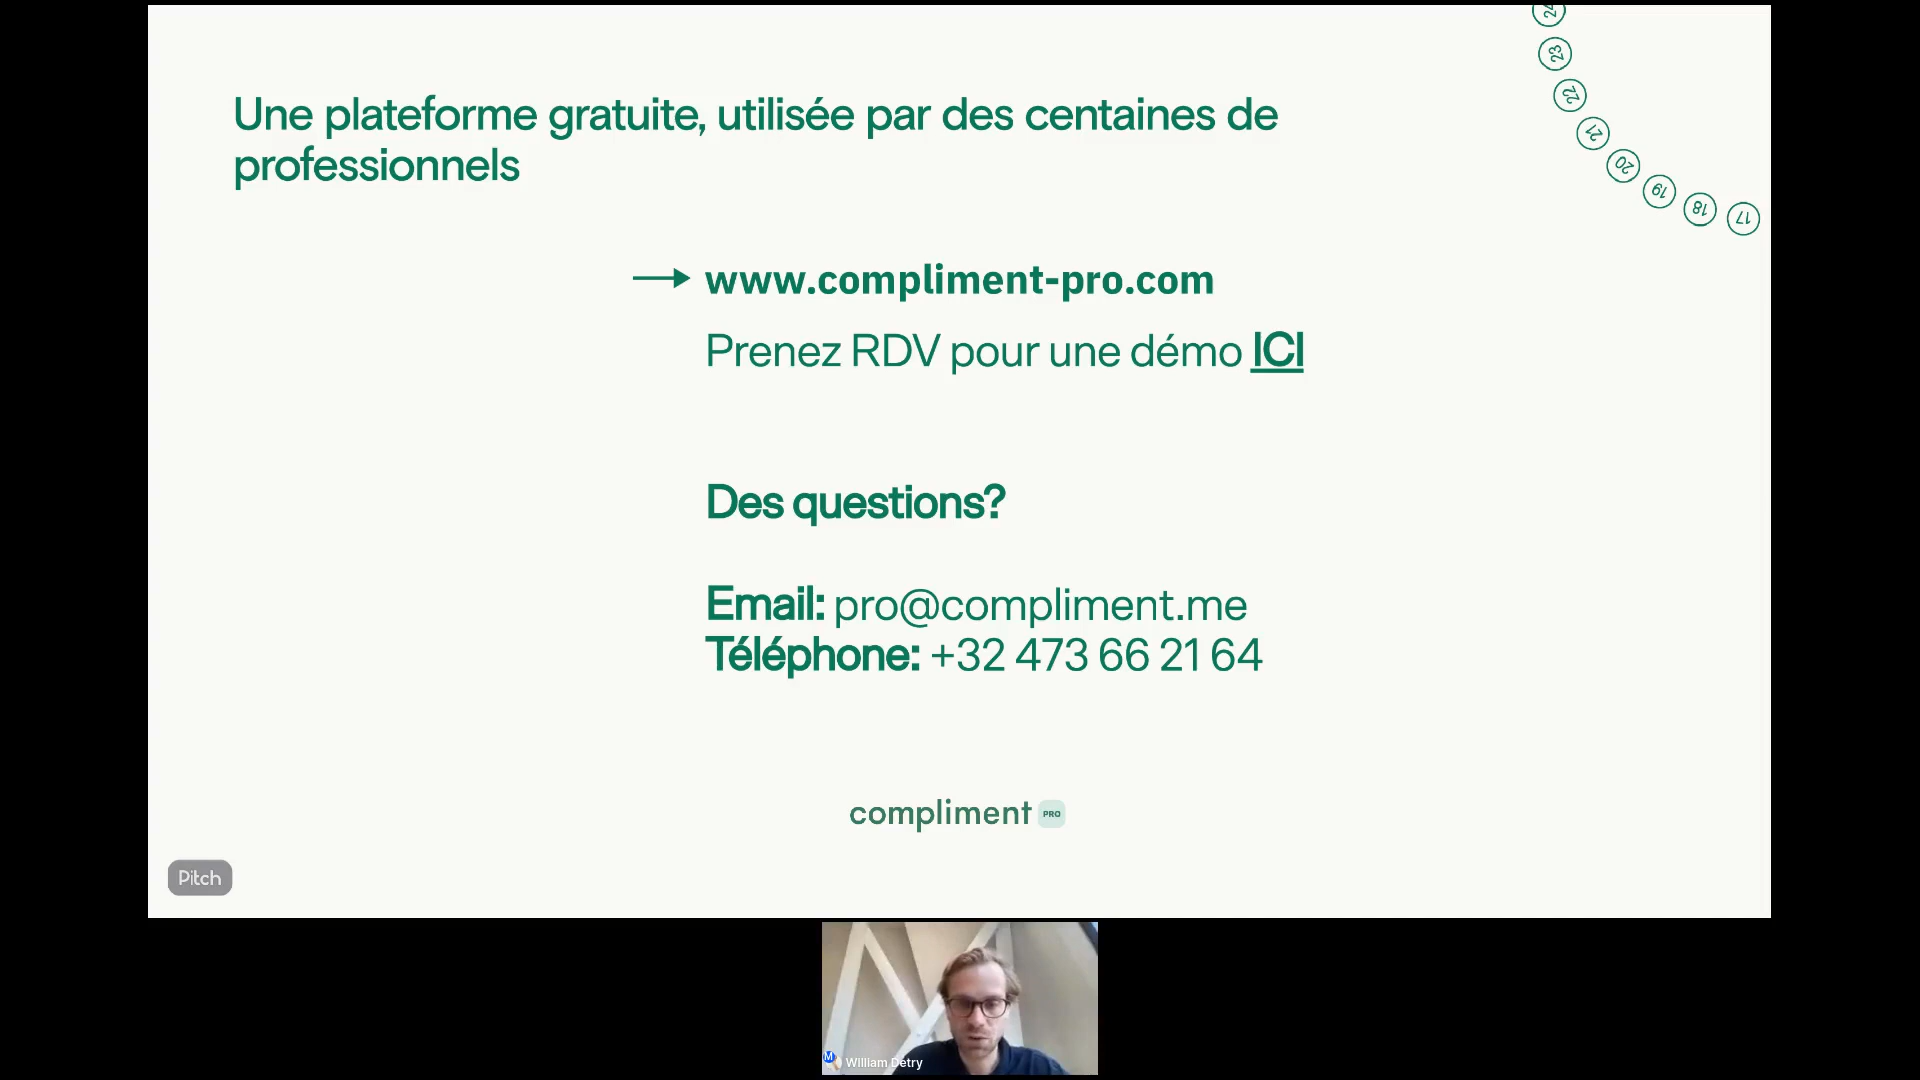 24
23
22
21
20
19
18
17
Une plateforme gratuite, utilisée par des centaines de
professionnels
www.compliment-pro.com
Prenez RDV pour une démo ICI
Des questions?
Email: pro@compliment.me
Téléphone: +32 473 66 21 64
compliment PRO
Pitch
M William Detry